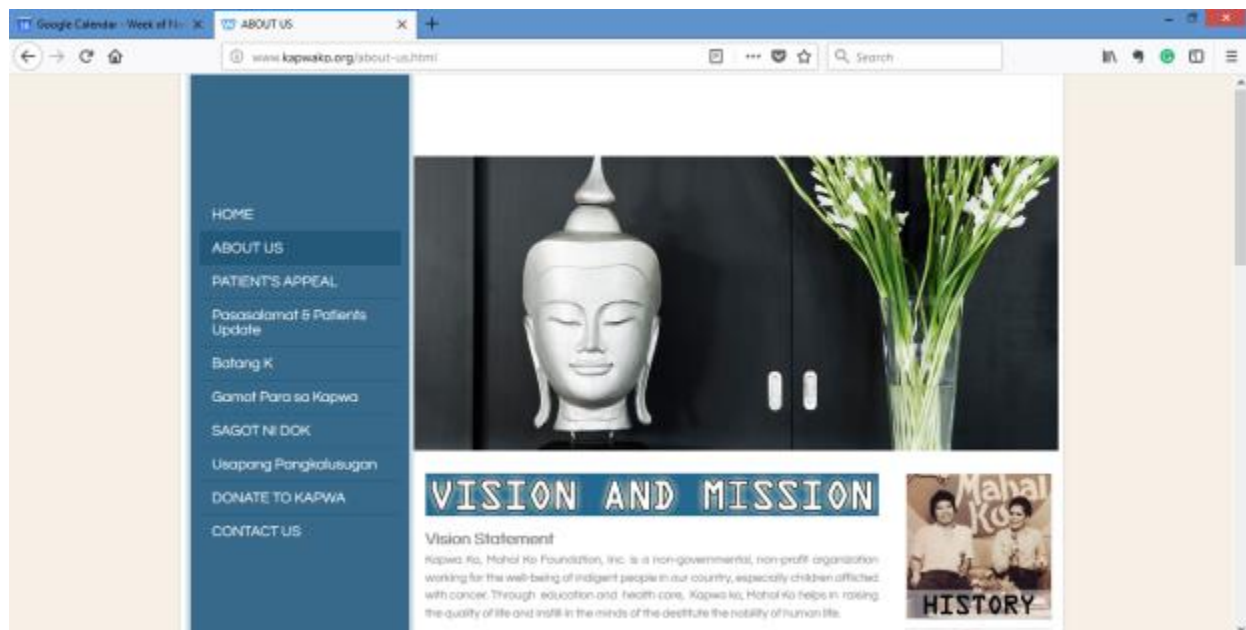 Google Calendar - Week of
ABOUT US
www.kapwako.org/about-us.html
Search
HOME
ABOUT US
PATIENT'S APPEAL
Pasasalamat & Patients
Update
Batang K
Gamot Para sa Kapwa
SAGOT NI DOK
Usapang Pangkalusugan
DONATE TO KAPWA
CONTACT US
VISION AND MISSION
Vision Statement
Kapwa Ko, Mahal Ko Foundation, Inc. is a non-governmental, non-profit organization
working for the well-being of indigent people in our country, especially children afflicted
with cancer. Through education and health care, Kapwa ko, Mahal Ko helps in raising
the quality of life and instill in the minds of the destitute the nobility of human life.
Mahal
Ko
HISTORY